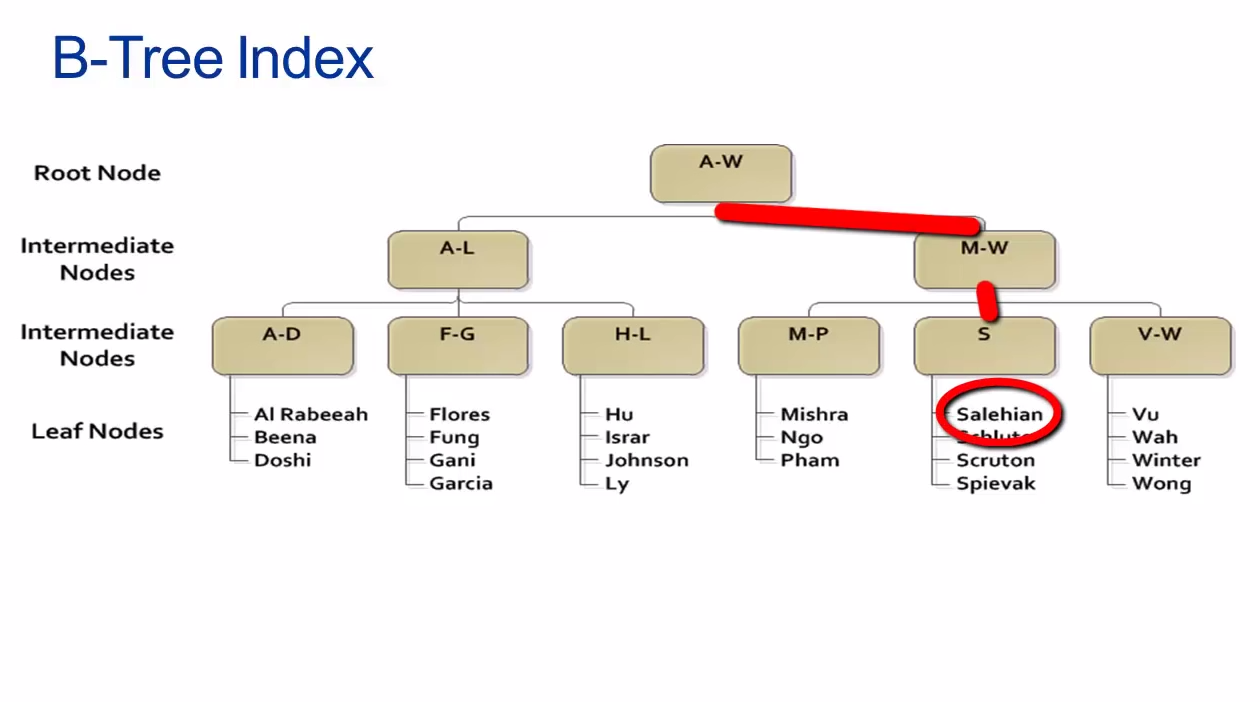 B-Tree Index
Root Node
A-W
Intermediate
Nodes
A-L
M-W
Intermediate
Nodes
A-D
F-G
H-L
M-P
S
V-W
Leaf Nodes
Al Rabeeah
Beena
Doshi
Flores
Fung
Gani
Garcia
Hu
Israr
Johnson
Ly
Mishra
Ngo
Pham
Salehian
Scruton
Spievak
Vu
Wah
Winter
Wong